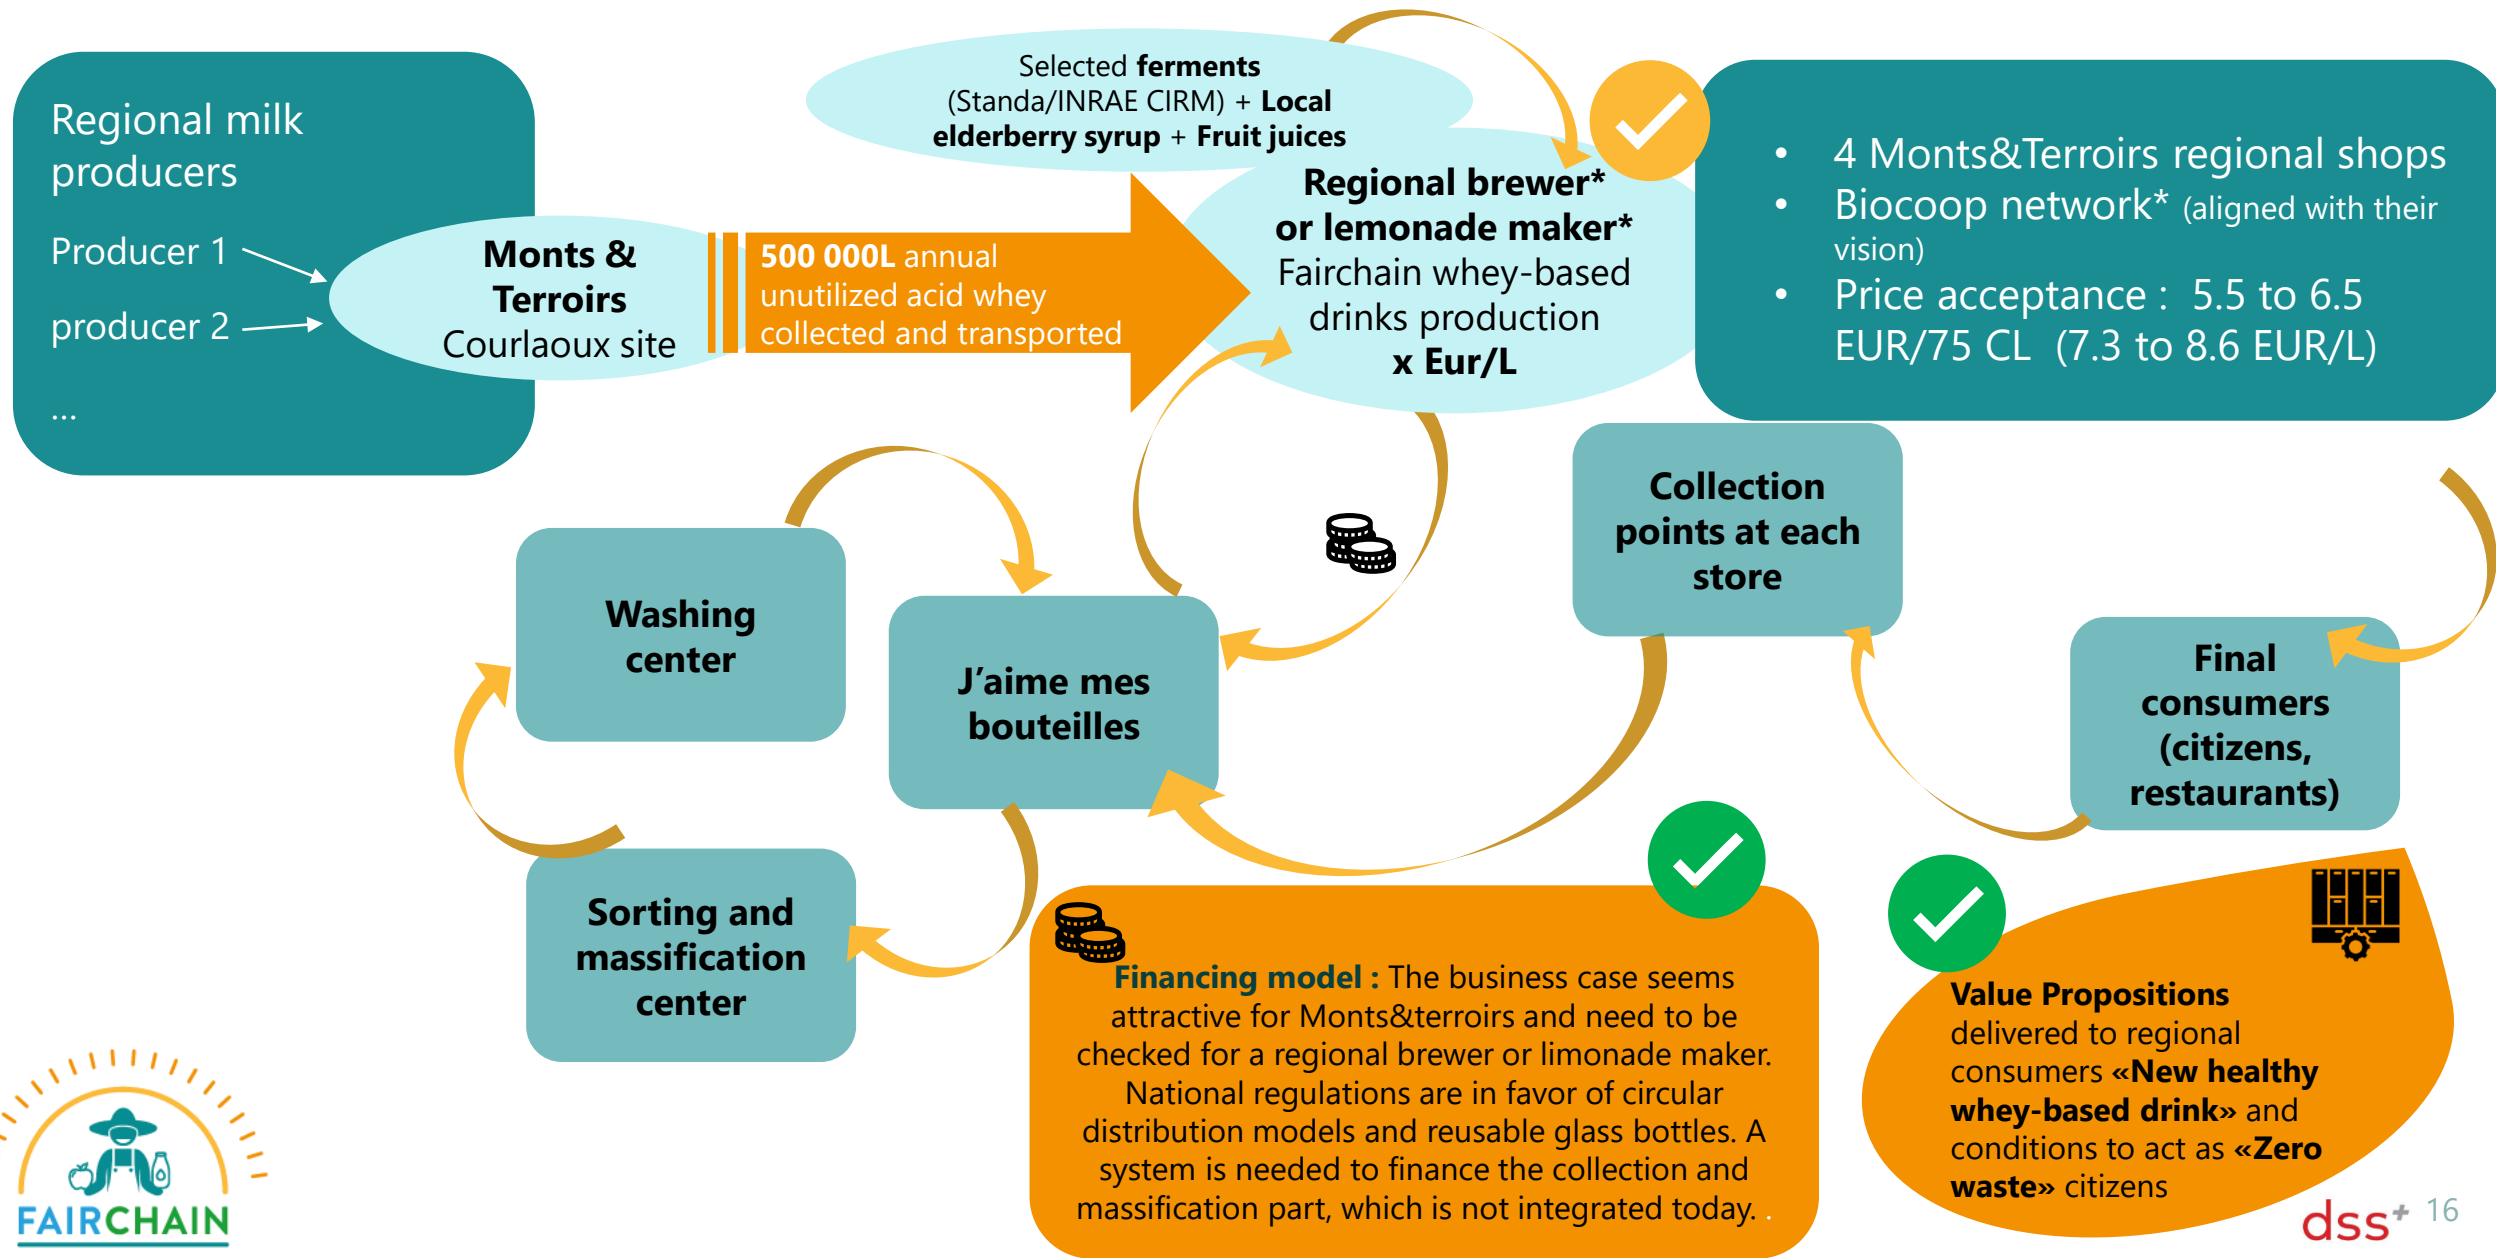 Regional milk
producers
Producer 1
producer 2
...
Monts &
Terroirs
Courlaoux site
500 000L annual
unutilized acid whey
collected and transported
Selected ferments
(Standa/INRAE CIRM) + Local
elderberry syrup + Fruit juices
Regional brewer*
or lemonade maker*
Fairchain whey-based
drinks production
x Eur/L
• 4 Monts&Terroirs regional shops
• Biocoop network* (aligned with their
vision)
• Price acceptance : 5.5 to 6.5
EUR/75 CL (7.3 to 8.6 EUR/L)
Collection
points at each
store
Washing
center
J’aime mes
bouteilles
Final
consumers
(citizens,
restaurants)
Sorting and
massification
center
Financing model : The business case seems
attractive for Monts&terroirs and need to be
checked for a regional brewer or limonade maker.
National regulations are in favor of circular
distribution models and reusable glass bottles. A
system is needed to finance the collection and
massification part, which is not integrated today. .
Value Propositions
delivered to regional
consumers «New healthy
whey-based drink» and
conditions to act as «Zero
waste» citizens
FAIRCHAIN
dss+ 16